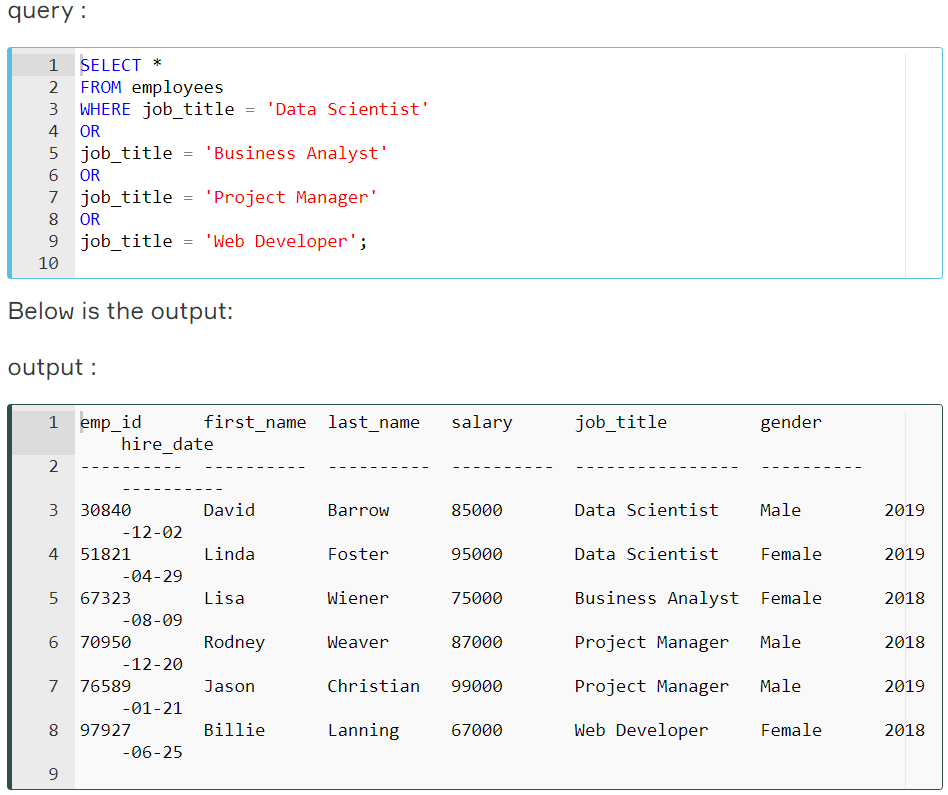 query :
1 SELECT *
2 FROM employees
3 WHERE job_title = 'Data Scientist'
4 OR
5 job_title = 'Business Analyst'
6 OR
7 job_title = 'Project Manager'
8 OR
9 job_title = 'Web Developer';
10
Below is the output:
output :
1 emp_id      first_name  last_name   salary      job_title         gender
    hire_date
2 ----------  ----------  ----------  ----------  ----------------  ----------
    ----------
3 30840       David       Barrow      85000       Data Scientist    Male        2019
    -12-02
4 51821       Linda       Foster      95000       Data Scientist    Female      2019
    -04-29
5 67323       Lisa        Wiener      75000       Business Analyst  Female      2018
    -08-09
6 70950       Rodney      Weaver      87000       Project Manager   Male        2018
    -12-20
7 76589       Jason       Christian   99000       Project Manager   Male        2019
    -01-21
8 97927       Billie      Lanning     67000       Web Developer     Female      2018
    -06-25
9